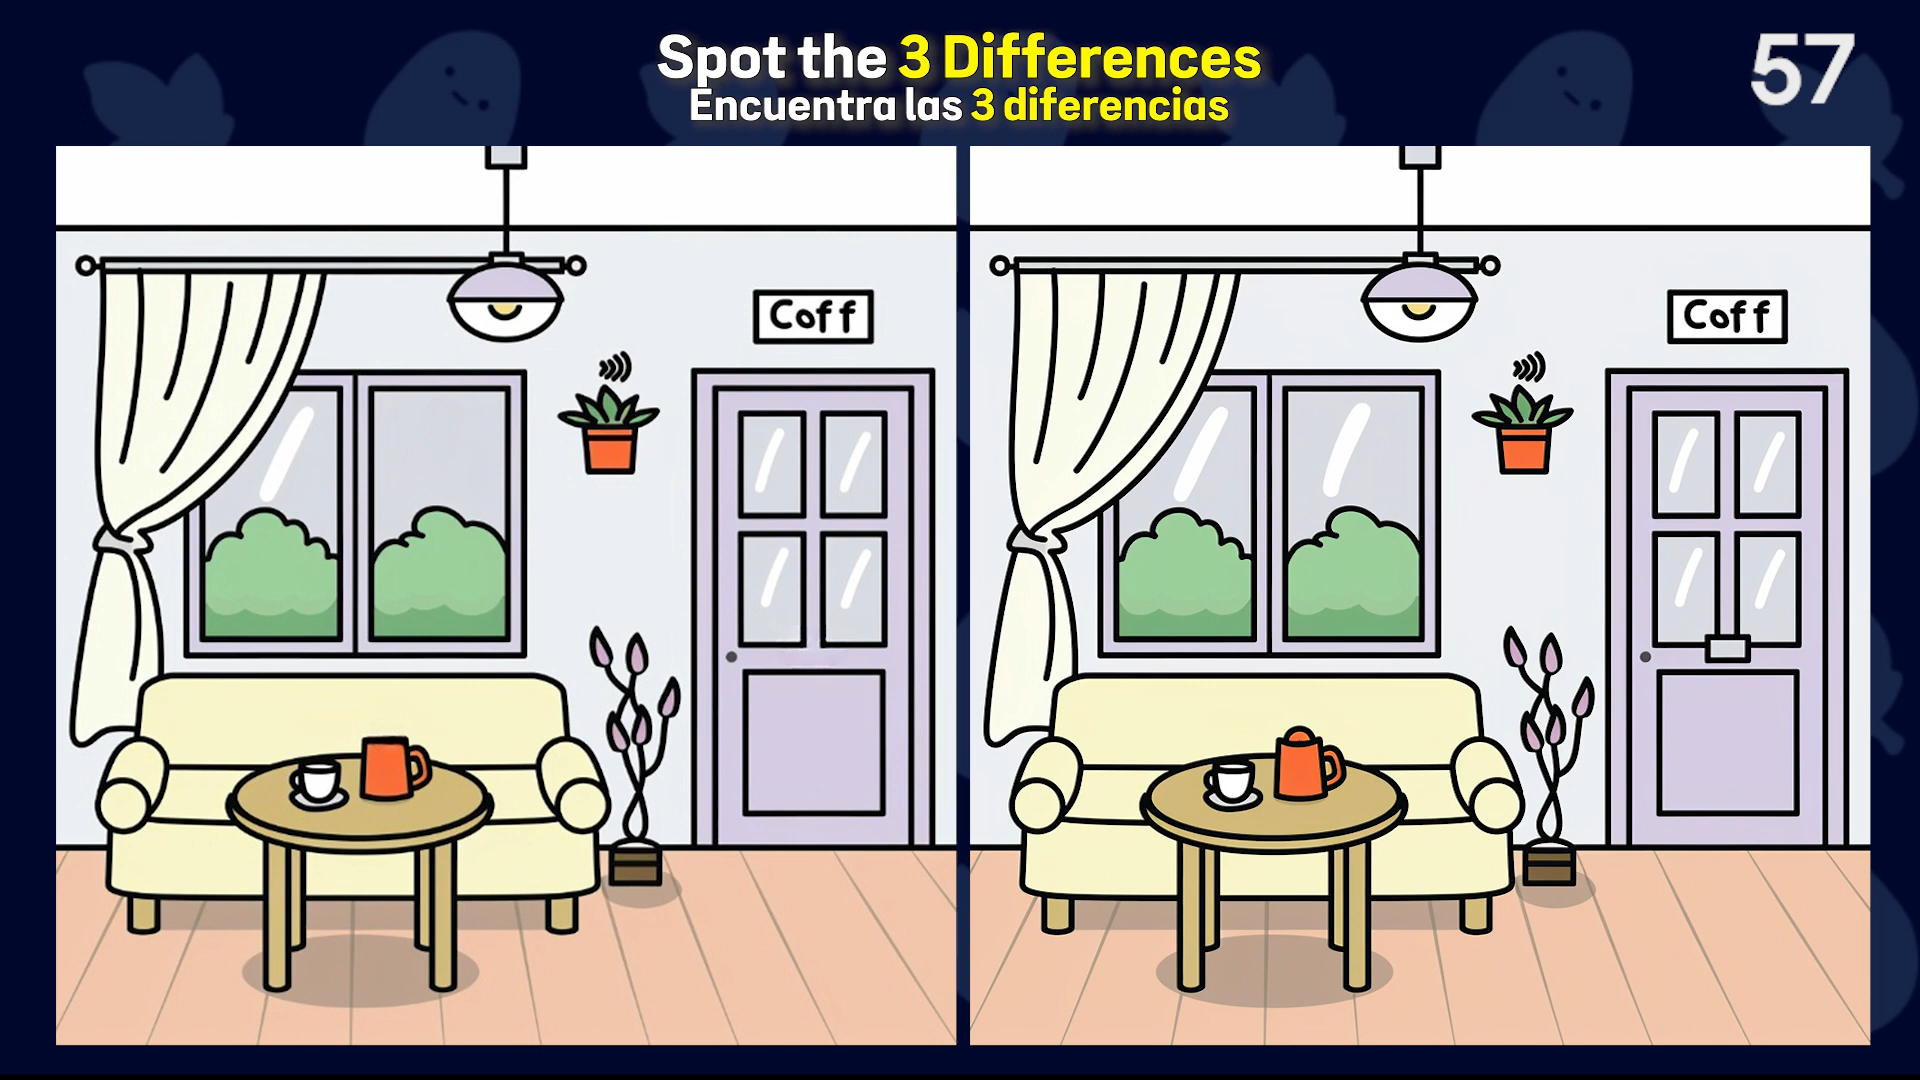 Spot the 3 Differences
Encuentra las 3 diferencias
57
Coff
Coff